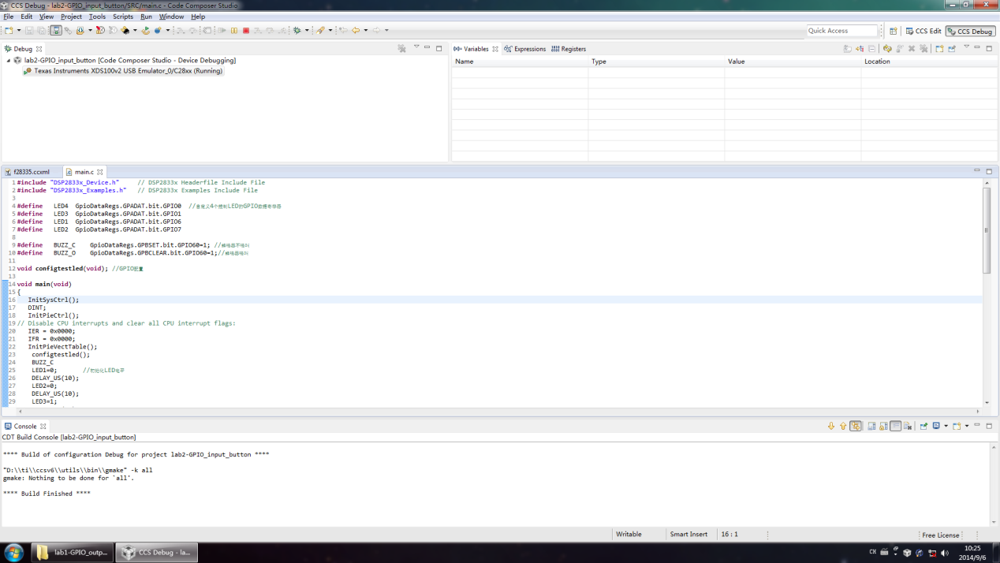 CCS Debug - lab2-GPIO_input_button/SRC/main.c - Code Composer Studio
File Edit View Project Tools Scripts Run Window Help
Quick Access
CCS Edit
CCS Debug
Debug
lab2-GPIO_input_button [Code Composer Studio - Device Debugging]
Texas Instruments XDS100v2 USB Emulator_0/C28xx (Running)
Variables Expressions Registers
Name Type Value Location
f28335.ccxml main.c
1 #include "DSP2833x_Device.h" // DSP2833x Headerfile Include File
2 #include "DSP2833x_Examples.h" // DSP2833x Examples Include File
3
4 #define LED4 GpioDataRegs.GPADAT.bit.GPIO0 //自定义4个控制LED的GPIO数据寄存器
5 #define LED3 GpioDataRegs.GPADAT.bit.GPIO1
6 #define LED1 GpioDataRegs.GPADAT.bit.GPIO6
7 #define LED2 GpioDataRegs.GPADAT.bit.GPIO7
8
9 #define BUZZ_C GpioDataRegs.GPBSET.bit.GPIO60=1; //蜂鸣器不鸣叫
10 #define BUZZ_O GpioDataRegs.GPBCLEAR.bit.GPIO60=1;//蜂鸣器鸣叫
11
12 void configtestled(void); //GPIO配置
13
14 void main(void)
15 {
16 InitSysCtrl();
17 DINT;
18 InitPieCtrl();
19 // Disable CPU interrupts and clear all CPU interrupt flags:
20 IER = 0x0000;
21 IFR = 0x0000;
22 InitPieVectTable();
23 configtestled();
24 BUZZ_C
25 LED1=0; //初始化LED电平
26 DELAY_US(10);
27 LED2=0;
28 DELAY_US(10);
29 LED3=1;
Console
CDT Build Console [lab2-GPIO_input_button]
**** Build of configuration Debug for project lab2-GPIO_input_button ****
"D:\\ti\\ccsv6\\utils\\bin\\gmake" -k all
gmake: Nothing to be done for `all'.
**** Build Finished ****
Writable Smart Insert 16 : 1 Free License
lab1-GPIO_outp...
CCS Debug - la...
CH
10:25
2014/9/6